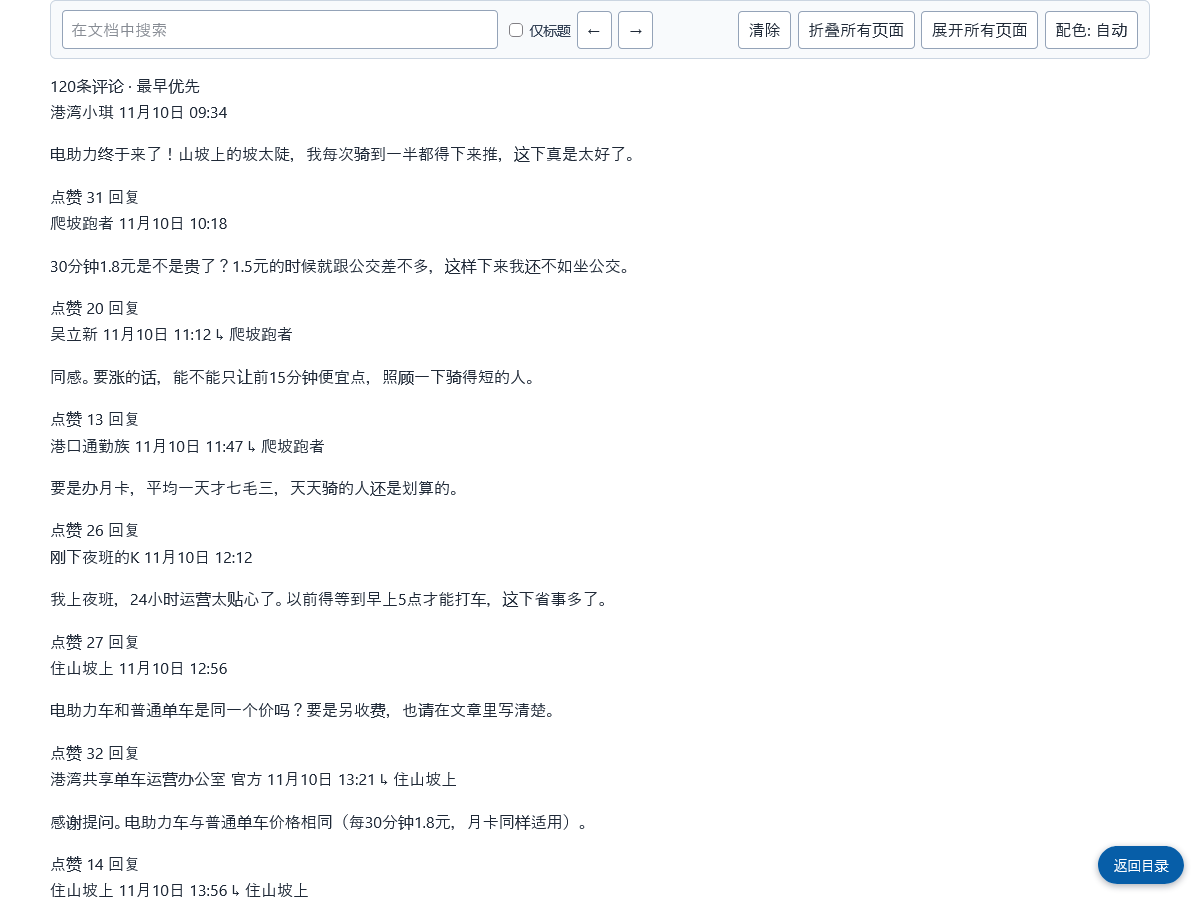 在文档中搜索
仅标题
←
→
清除
折叠所有页面
展开所有页面
配色: 自动
120条评论 · 最早优先
港湾小琪 11月10日 09:34
电助力终于来了！山坡上的坡太陡，我每次骑到一半都得下来推，这下真是太好了。
点赞 31 回复
爬坡跑者 11月10日 10:18
30分钟1.8元是不是贵了？1.5元的时候就跟公交差不多，这样下来我还不如坐公交。
点赞 20 回复
吴立新 11月10日 11:12 ↳ 爬坡跑者
同感。要涨的话，能不能只让前15分钟便宜点，照顾一下骑得短的人。
点赞 13 回复
港口通勤族 11月10日 11:47 ↳ 爬坡跑者
要是办月卡，平均一天才七毛三，天天骑的人还是划算的。
点赞 26 回复
刚下夜班的K 11月10日 12:12
我上夜班，24小时运营太贴心了。以前得等到早上5点才能打车，这下省事多了。
点赞 27 回复
住山坡上 11月10日 12:56
电助力车和普通单车是同一个价吗？要是另收费，也请在文章里写清楚。
点赞 32 回复
港湾共享单车运营办公室 官方 11月10日 13:21 ↳ 住山坡上
感谢提问。电助力车与普通单车价格相同（每30分钟1.8元，月卡同样适用）。
点赞 14 回复
住山坡上 11月10日 13:56 ↳ 住山坡上
返回目录